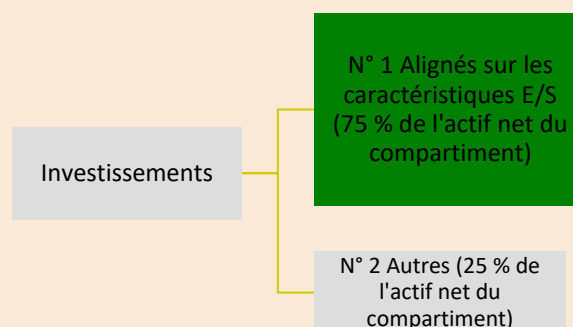 Investissements
N° 1 Alignés sur les
caractéristiques E/S
(75 % de l'actif net du
compartiment)
N° 2 Autres (25 % de
l'actif net du
compartiment)